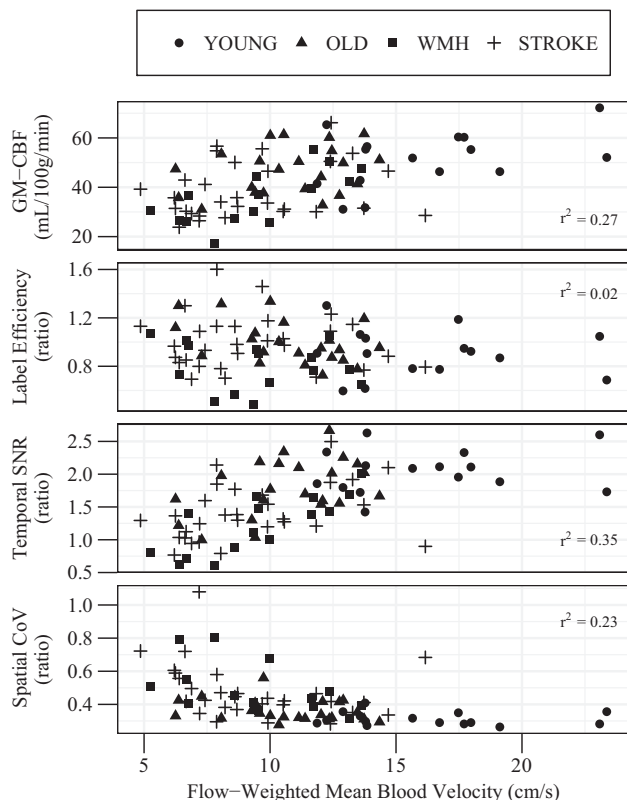 YOUNG OLD WMH STROKE
GM−CBF
(mL/100g/min)
60
40
20
r² = 0.27
Label Efficiency
(ratio)
1.6
1.2
0.8
r² = 0.02
Temporal SNR
(ratio)
2.5
2.0
1.5
1.0
0.5
r² = 0.35
Spatial CoV
(ratio)
1.0
0.8
0.6
0.4
r² = 0.23
5 10 15 20
Flow−Weighted Mean Blood Velocity (cm/s)